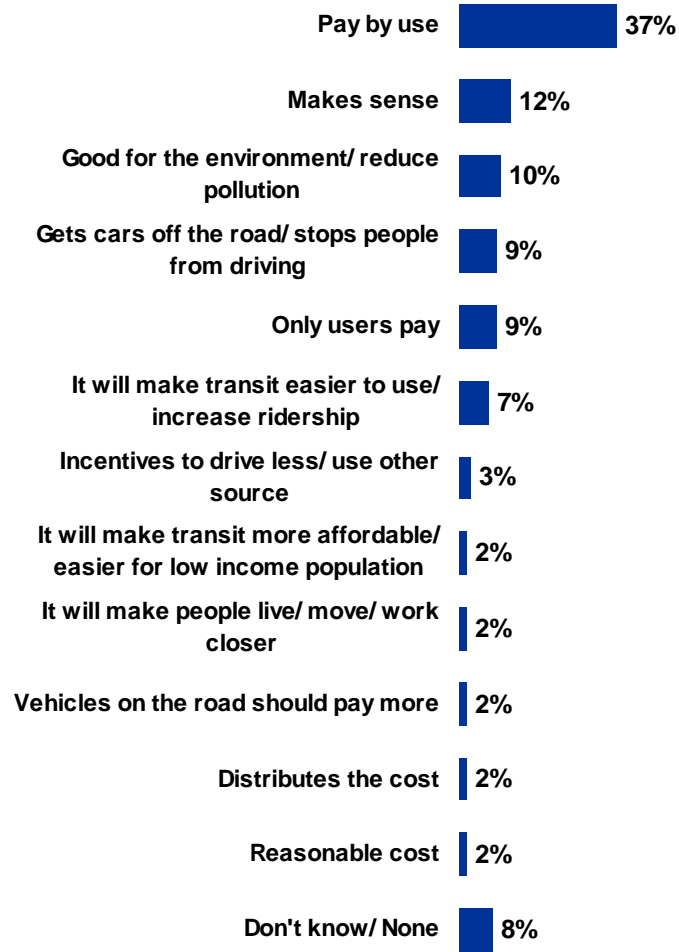 Pay by use 37%
Makes sense 12%
Good for the environment/ reduce
pollution 10%
Gets cars off the road/ stops people
from driving 9%
Only users pay 9%
It will make transit easier to use/
increase ridership 7%
Incentives to drive less/ use other
source 3%
It will make transit more affordable/
easier for low income population 2%
It will make people live/ move/ work
closer 2%
Vehicles on the road should pay more 2%
Distributes the cost 2%
Reasonable cost 2%
Don't know/ None 8%